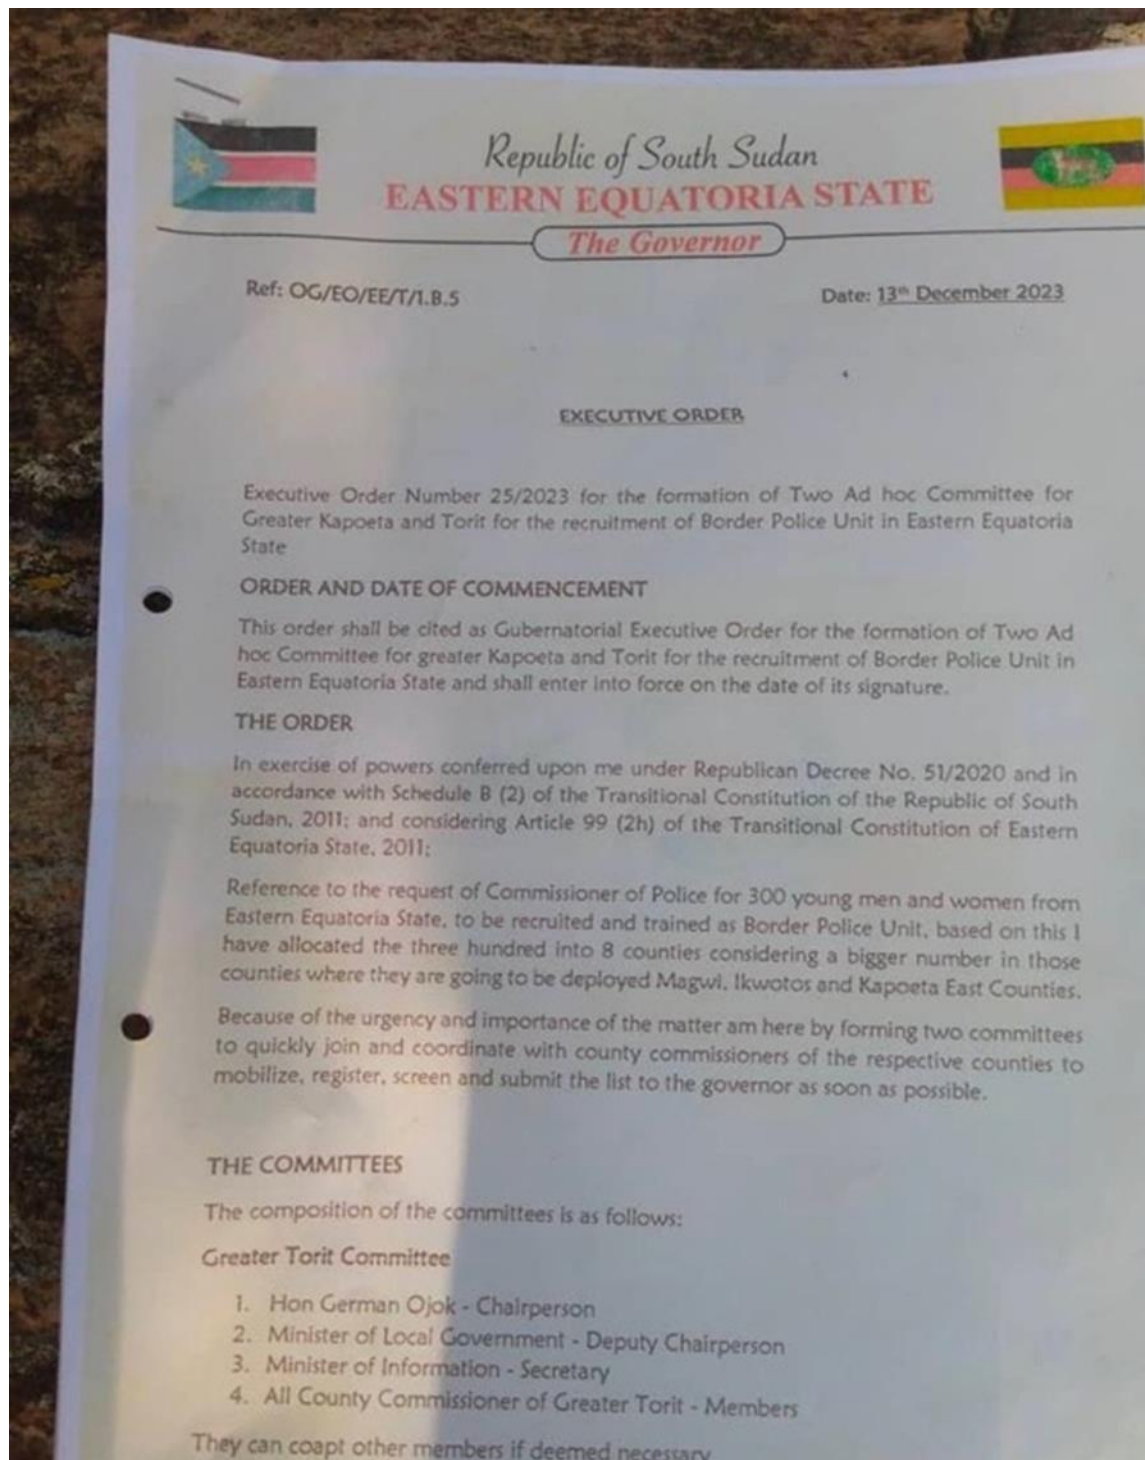 Republic of South Sudan
EASTERN EQUATORIA STATE
The Governor
Ref: OG/EO/EE/T/1.B.5
Date: 13th December 2023
EXECUTIVE ORDER
Executive Order Number 25/2023 for the formation of Two Ad hoc Committee for
Greater Kapoeta and Torit for the recruitment of Border Police Unit in Eastern Equatoria
State
ORDER AND DATE OF COMMENCEMENT
This order shall be cited as Gubernatorial Executive Order for the formation of Two Ad
hoc Committee for greater Kapoeta and Torit for the recruitment of Border Police Unit in
Eastern Equatoria State and shall enter into force on the date of its signature.
THE ORDER
In exercise of powers conferred upon me under Republican Decree No. 51/2020 and in
accordance with Schedule B (2) of the Transitional Constitution of the Republic of South
Sudan, 2011; and considering Article 99 (2h) of the Transitional Constitution of Eastern
Equatoria State, 2011;
Reference to the request of Commissioner of Police for 300 young men and women from
Eastern Equatoria State, to be recruited and trained as Border Police Unit, based on this I
have allocated the three hundred into 8 counties considering a bigger number in those
counties where they are going to be deployed Magwi, Ikwotos and Kapoeta East Counties.
Because of the urgency and importance of the matter am here by forming two committees
to quickly join and coordinate with county commissioners of the respective counties to
mobilize, register, screen and submit the list to the governor as soon as possible.
THE COMMITTEES
The composition of the committees is as follows:
Greater Torit Committee
1. Hon German Ojok - Chairperson
2. Minister of Local Government - Deputy Chairperson
3. Minister of Information - Secretary
4. All County Commissioner of Greater Torit - Members
They can coapt other members if deemed necessary